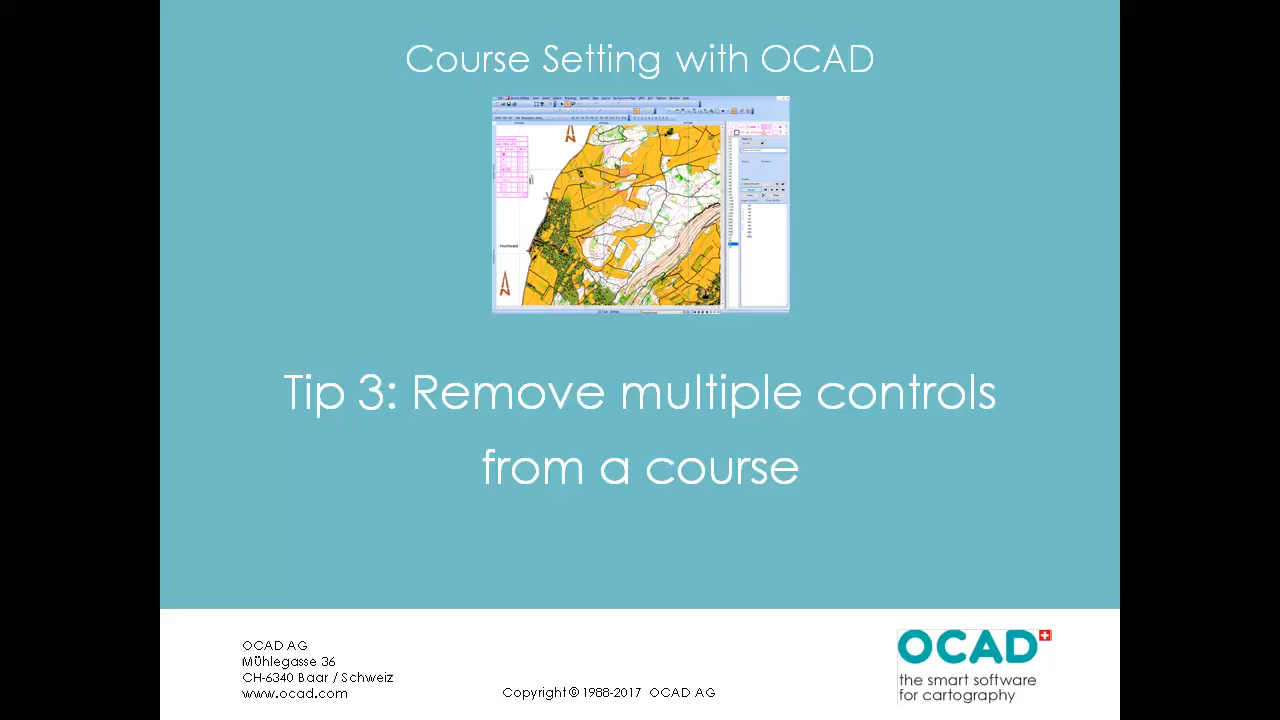 Course Setting with OCAD
Hochwald
Tip 3: Remove multiple controls
from a course
OCAD AG
Mühlegasse 36
CH-6340 Baar / Schweiz
www.ocad.com
Copyright © 1988-2017 OCAD AG
OCAD
the smart software
for cartography